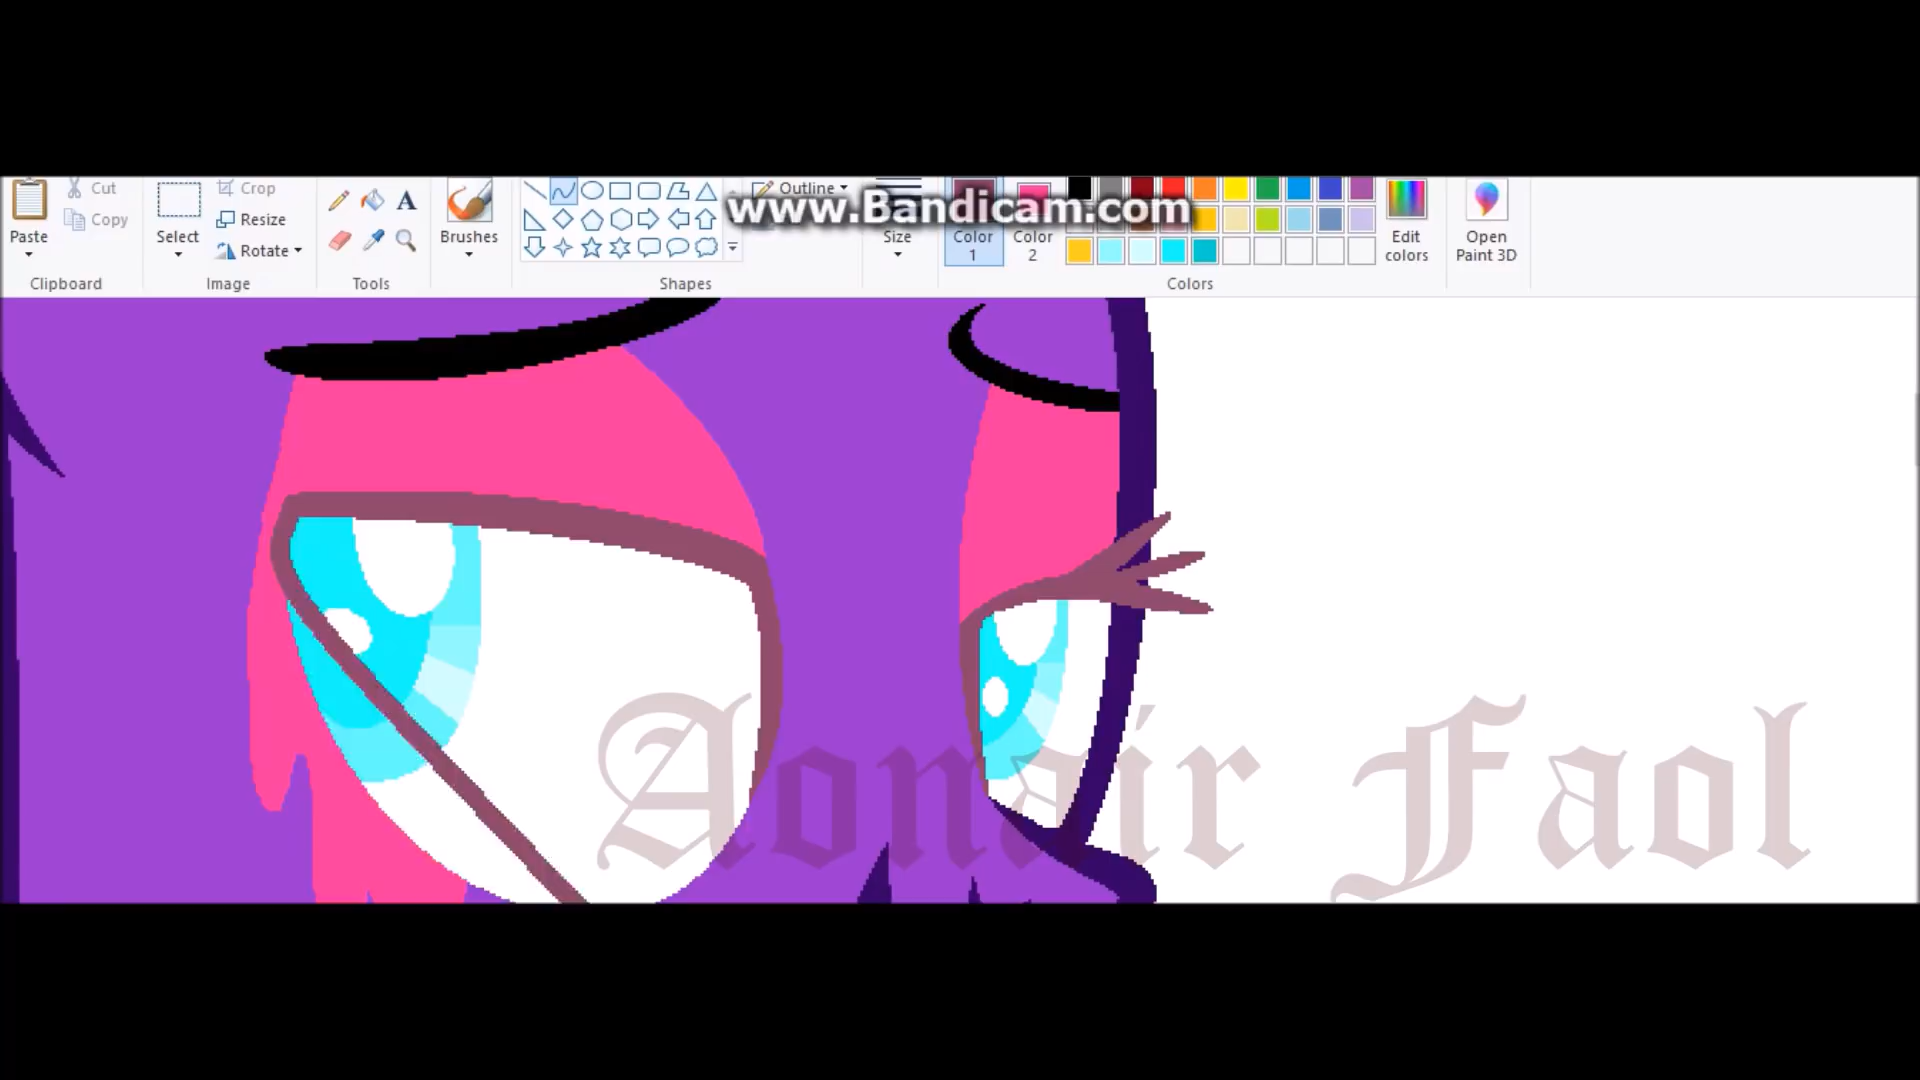 www.Bandicam.com
Cut
Copy
Paste
Clipboard
Crop
Resize
Rotate
Select
Image
Tools
Brushes
Outline
Shapes
Size
Color 1
Color 2
Edit colors
Colors
Open Paint 3D
Aonair Faol